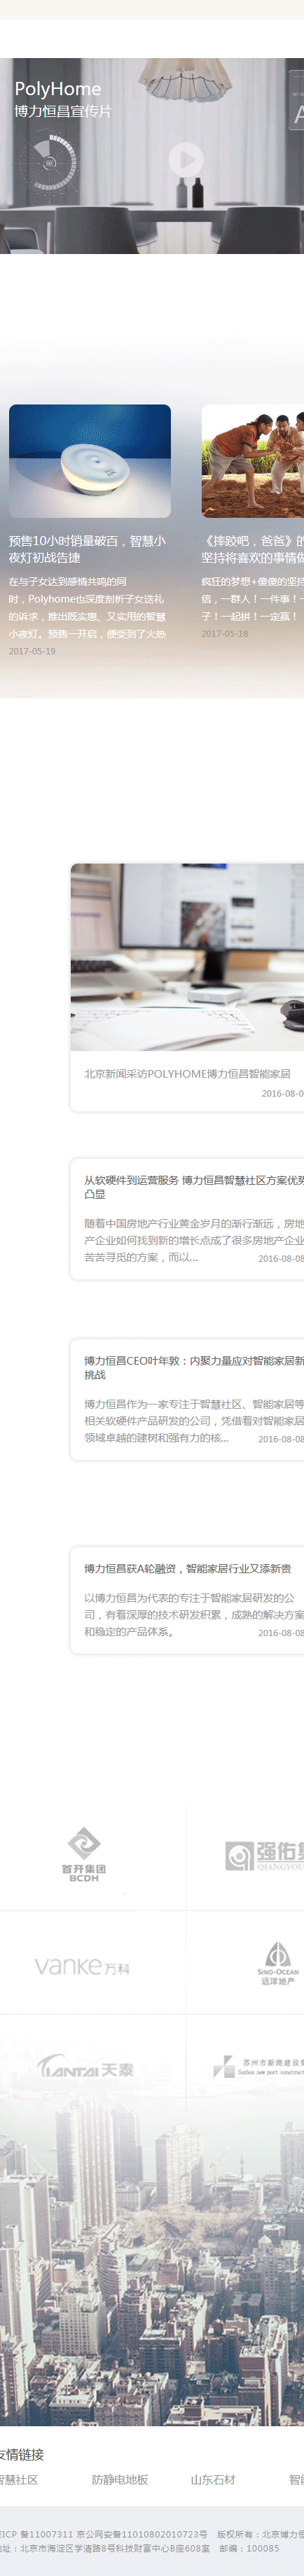 PolyHome
博力恒昌宣传片
预售10小时销量破百，智慧小
夜灯初战告捷
在与子女达到感情共鸣的同
时，Polyhome也深度剖析子女送礼
的诉求，推出既实惠、又实用的智慧
小夜灯。预售一开启，便受到了火热
2017-05-19
《摔跤吧，爸爸》的
坚持将喜欢的事情做
疯狂的梦想+傻傻的坚持
信，一群人！一件事！一
子！一起拼！一定赢！
2017-05-18
北京新闻采访POLYHOME博力恒昌智能家居
2016-08-0
从软硬件到运营服务 博力恒昌智慧社区方案优势
凸显
随着中国房地产行业黄金岁月的渐行渐远，房地
产企业如何找到新的增长点成了很多房地产企业
苦苦寻觅的方案，而以...
2016-08-08
博力恒昌CEO叶年敦：内聚力量应对智能家居新
挑战
博力恒昌作为一家专注于智慧社区、智能家居等
相关软硬件产品研发的公司，凭借着对智能家居
领域卓越的建树和强有力的核...
2016-08-08
博力恒昌获A轮融资，智能家居行业又添新贵
以博力恒昌为代表的专注于智能家居研发的公
司，有着深厚的技术研发积累，成熟的解决方案
和稳定的产品体系。
2016-08-08
首开集团
BCDH
强佑集
QIANGYOU
vanke 万科
SINO-OCEAN
远洋地产
TIANTAI 天泰
苏州市新路建设集
Suzhou new port construction
友情链接
智慧社区
防静电地板
山东石材
智能
ICP 备11007311 京公网安备11010802010723号
版权所有：北京博力恒
地址：北京市海淀区学清路8号科技财富中心B座608室
邮编：100085